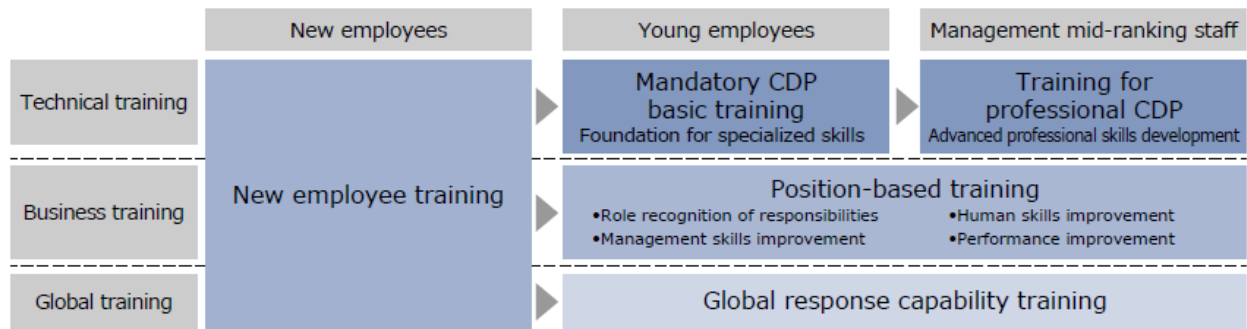 New employees
Young employees
Management mid-ranking staff
Technical training
New employee training
Mandatory CDP
basic training
Foundation for specialized skills
Training for
professional CDP
Advanced professional skills development
Business training
Position-based training
•Role recognition of responsibilities
•Human skills improvement
•Management skills improvement
•Performance improvement
Global training
Global response capability training